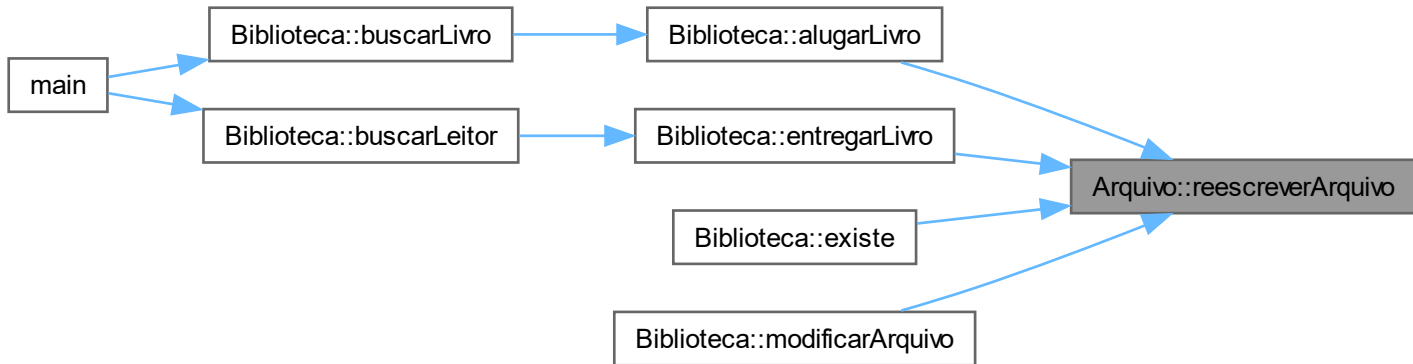 main
Biblioteca::buscarLivro
Biblioteca::alugarLivro
Biblioteca::buscarLeitor
Biblioteca::entregarLivro
Arquivo::reescreverArquivo
Biblioteca::existe
Biblioteca::modificarArquivo